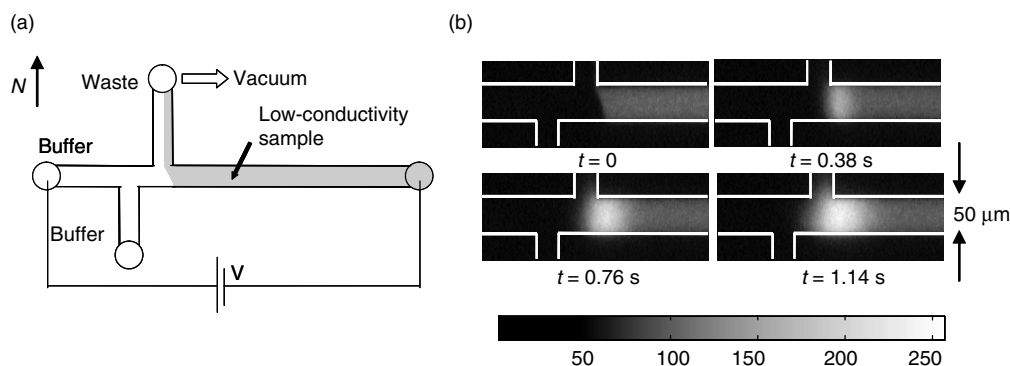 (a)
N
Waste
Vacuum
Low-conductivity
sample
Buffer
Buffer
V
(b)
t = 0
t = 0.38 s
t = 0.76 s
t = 1.14 s
50 µm
50 100 150 200 250